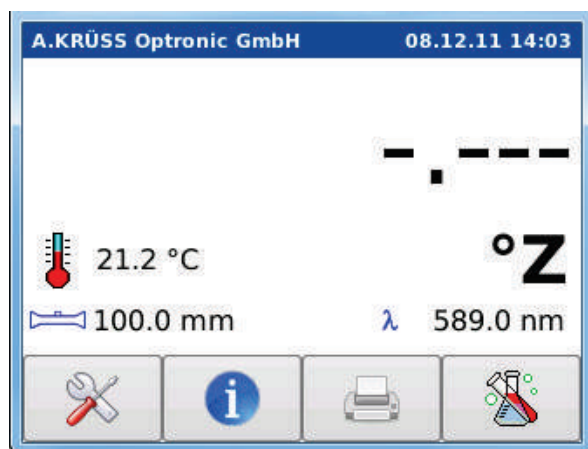 A.KRÜSS Optronic GmbH 08.12.11 14:03
-.---
21.2 °C °Z
100.0 mm λ 589.0 nm
i